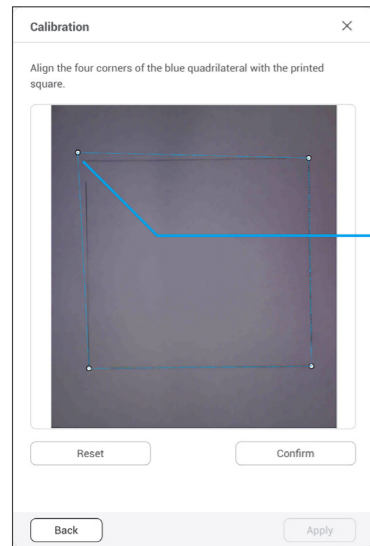 Calibration
Align the four corners of the blue quadrilateral with the printed
square.
Reset
Confirm
Back
Apply